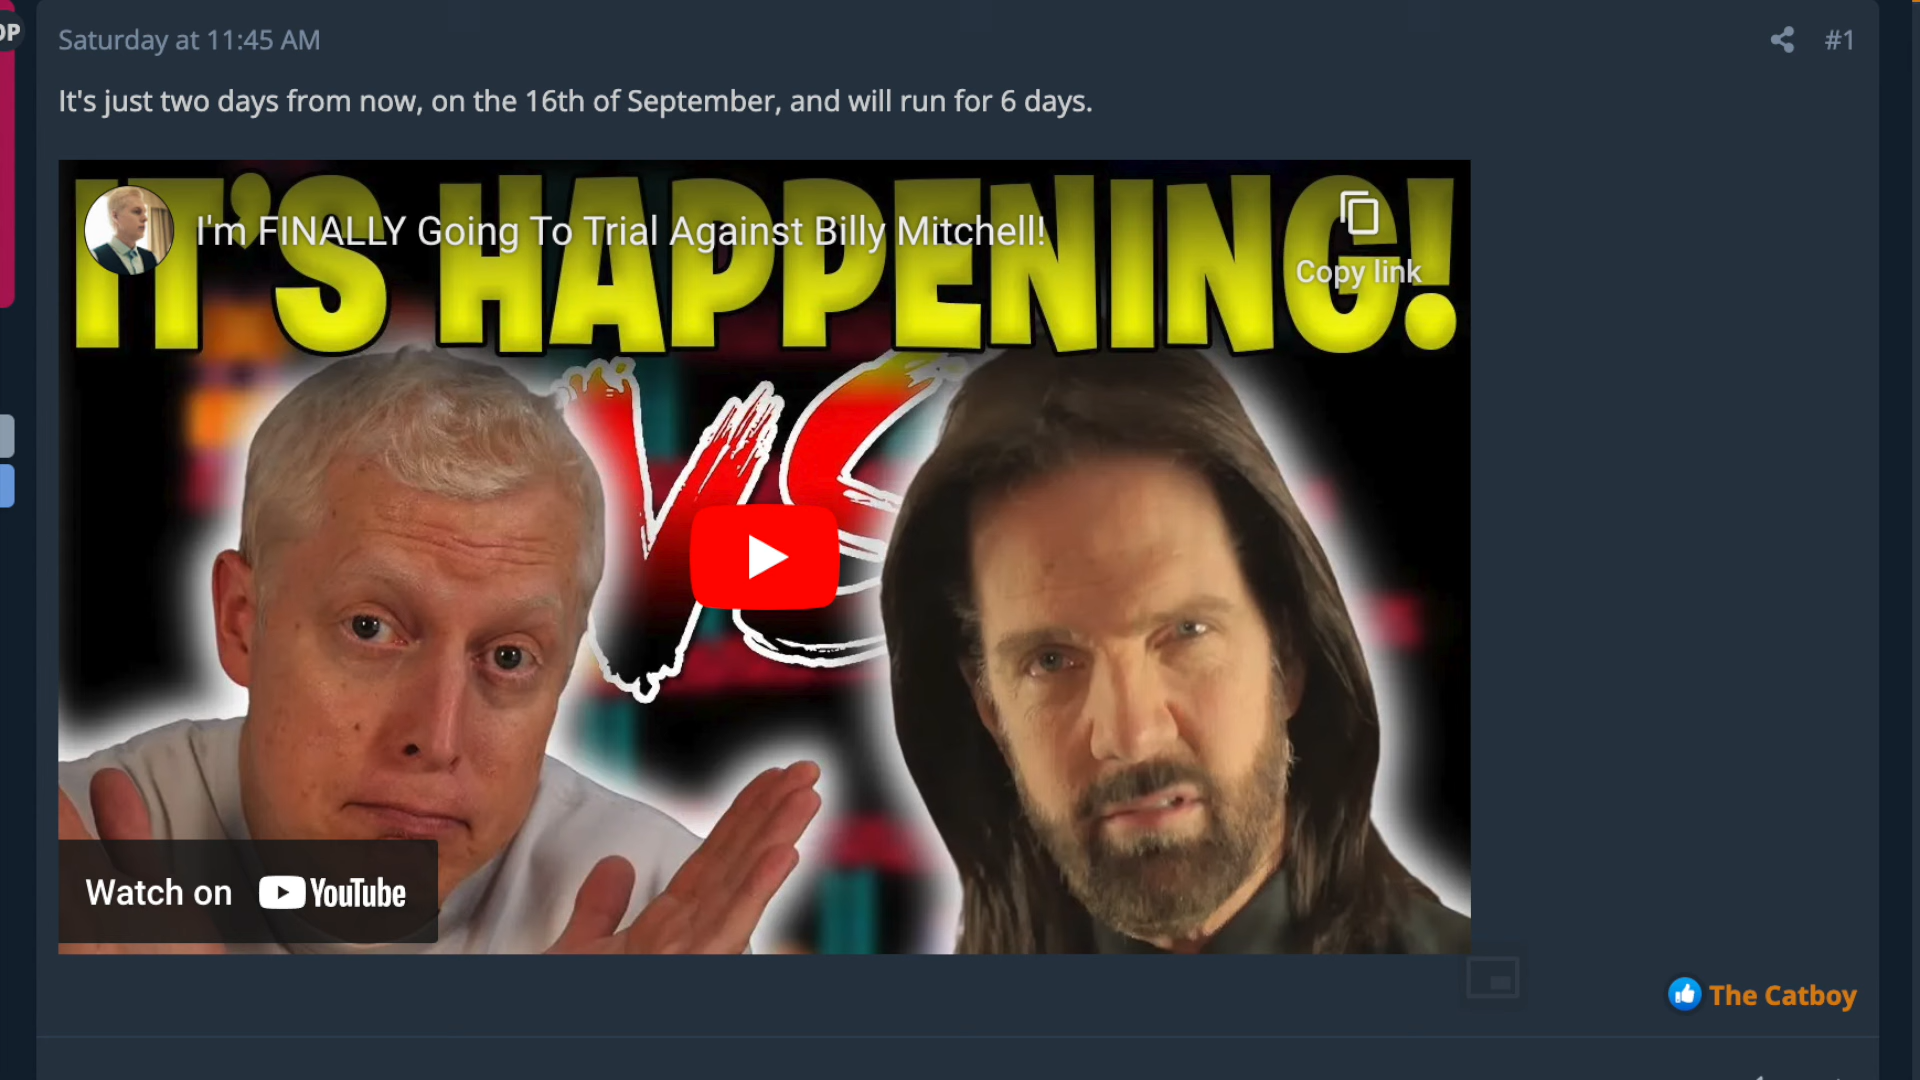 OP
Saturday at 11:45 AM
#1
It's just two days from now, on the 16th of September, and will run for 6 days.
IT'S HAPPENING!
I'm FINALLY Going To Trial Against Billy Mitchell!
Copy link
VS
Watch on YouTube
The Catboy